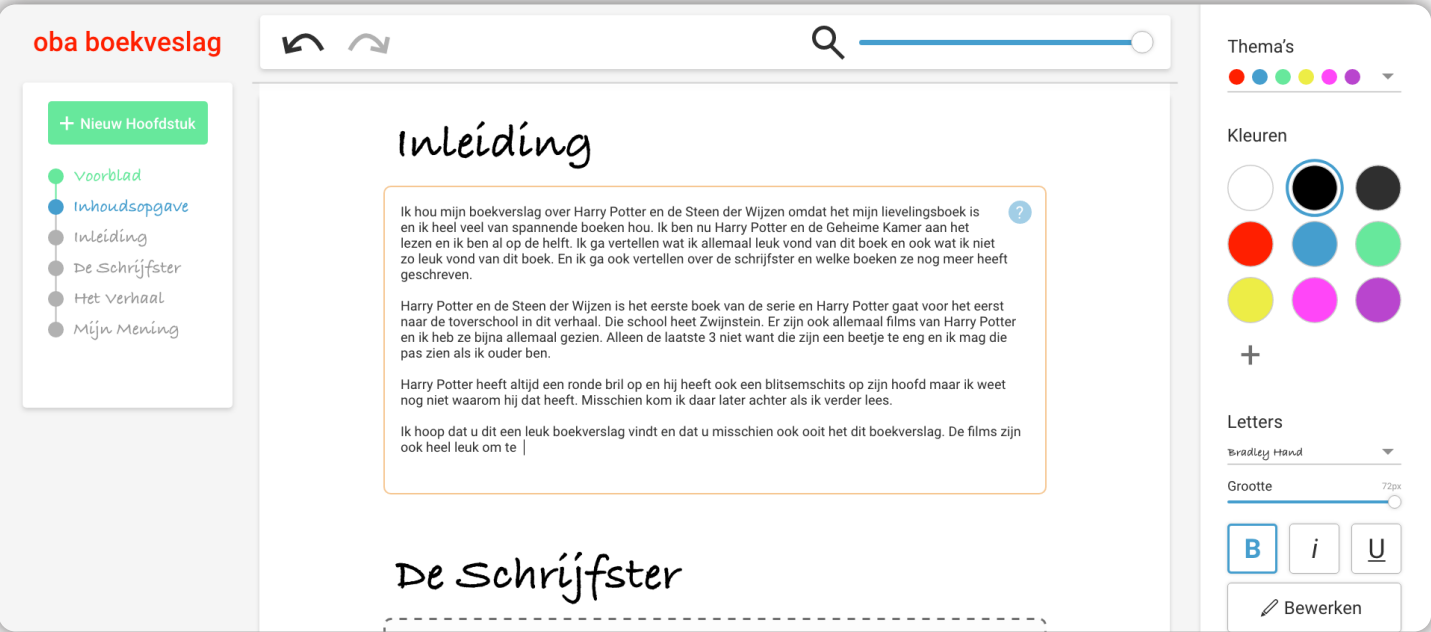 oba boekveslag
+ Nieuw Hoofdstuk
Voorblad
Inhoudsopgave
Inleiding
De Schrijfster
Het Verhaal
Mijn Mening
Inleiding
?
Ik hou mijn boekverslag over Harry Potter en de Steen der Wijzen omdat het mijn lievelingsboek is
en ik heel veel van spannende boeken hou. Ik ben nu Harry Potter en de Geheime Kamer aan het
lezen en ik ben al op de helft. Ik ga vertellen wat ik allemaal leuk vond van dit boek en ook wat ik niet
zo leuk vond van dit boek. En ik ga ook vertellen over de schrijfster en welke boeken ze nog meer heeft
geschreven.
Harry Potter en de Steen der Wijzen is het eerste boek van de serie en Harry Potter gaat voor het eerst
naar de toverschool in dit verhaal. Die school heet Zwijnstein. Er zijn ook allemaal films van Harry Potter
en ik heb ze bijna allemaal gezien. Alleen de laatste 3 niet want die zijn een beetje te eng en ik mag die
pas zien als ik ouder ben.
Harry Potter heeft altijd een ronde bril op en hij heeft ook een blitsemschits op zijn hoofd maar ik weet
nog niet waarom hij dat heeft. Misschien kom ik daar later achter als ik verder lees.
Ik hoop dat u dit een leuk boekverslag vindt en dat u misschien ook ooit het dit boekverslag. De films zijn
ook heel leuk om te
De Schrijfster
Thema's
Kleuren
+
Letters
Bradley Hand
Grootte 72px
B i U
Bewerken